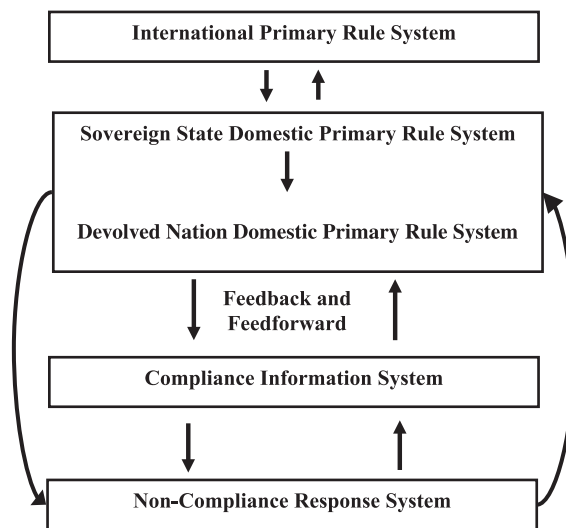 International Primary Rule System
Sovereign State Domestic Primary Rule System
Devolved Nation Domestic Primary Rule System
Feedback and
Feedforward
Compliance Information System
Non-Compliance Response System